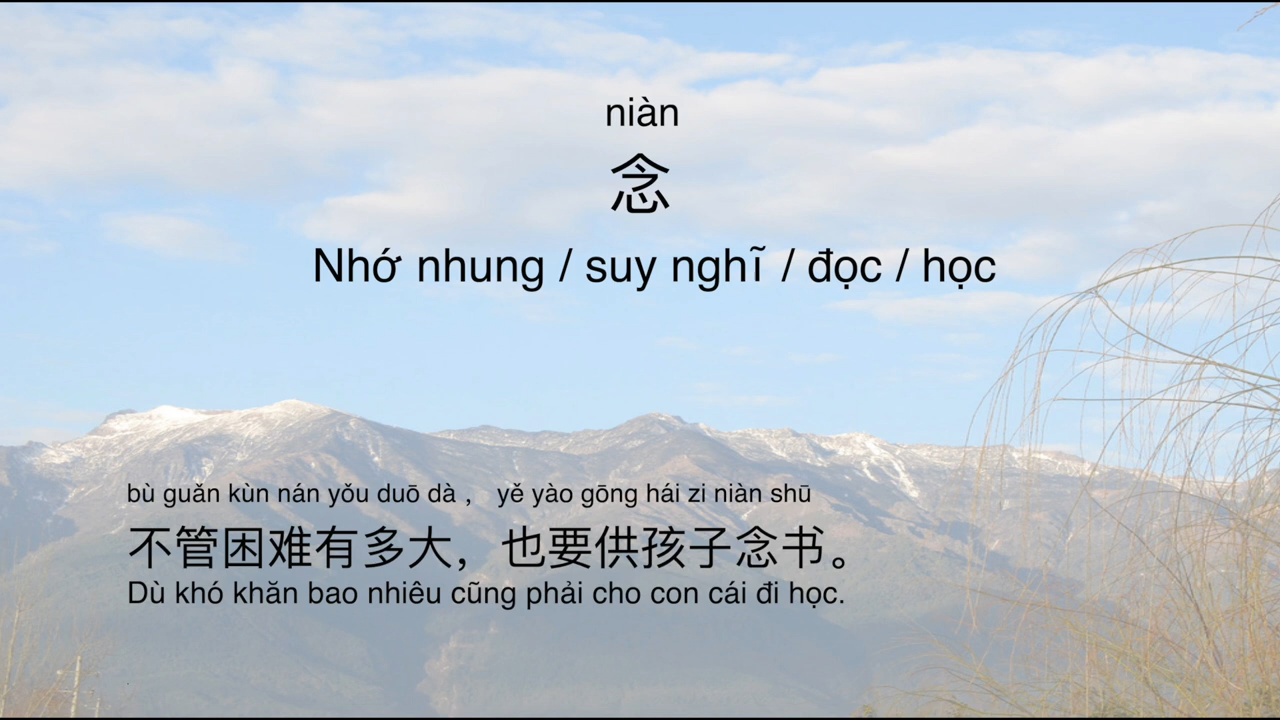 niàn
念
Nhớ nhung / suy nghĩ / đọc / học
bù guǎn kùn nán yǒu duō dà ， yě yào gōng hái zi niàn shū
不管困难有多大，也要供孩子念书。
Dù khó khăn bao nhiêu cũng phải cho con cái đi học.